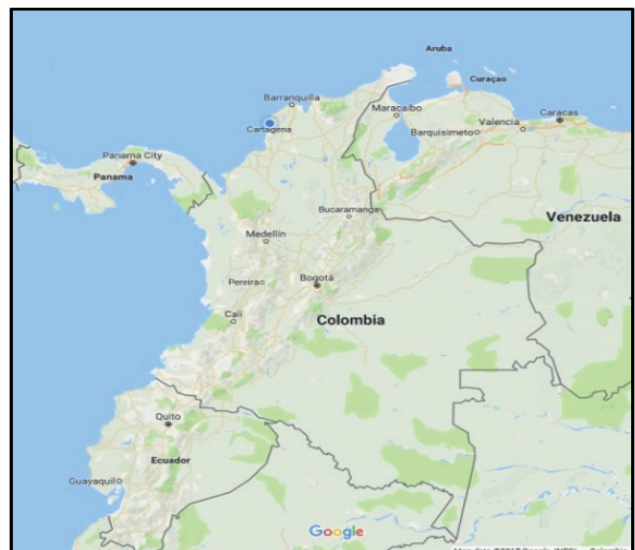 Aruba
Curaçao
Barranquilla
Maracaibo
Caracas
Valencia
Cartagena
Barquisimeto
Panama City
Panama
Bucaramanga
Venezuela
Medellín
Bogotá
Pereira
Cali
Colombia
Quito
Ecuador
Guayaquil
Google